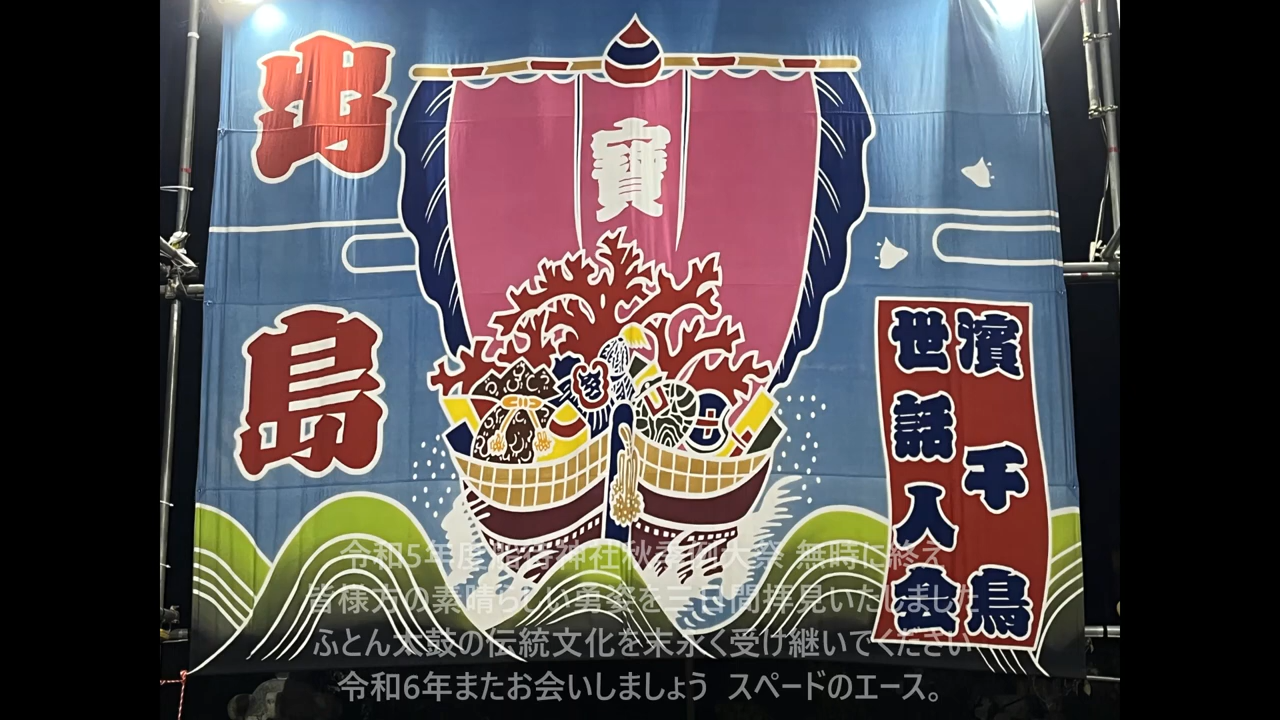 出島
寶
濱千鳥
世話人会
令和5年度 船待神社秋季例大祭 無時に終え
皆様方の素晴らしい勇姿を三日間拝見いたしました
ふとん太鼓の伝統文化を末永く受け継いでください
令和6年またお会いしましょう　スペードのエース。